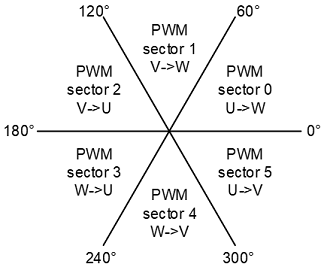 120°
60°
PWM
sector 1
V->W
PWM
sector 2
V->U
PWM
sector 0
U->W
180°
0°
PWM
sector 3
W->U
PWM
sector 4
W->V
PWM
sector 5
U->V
240°
300°